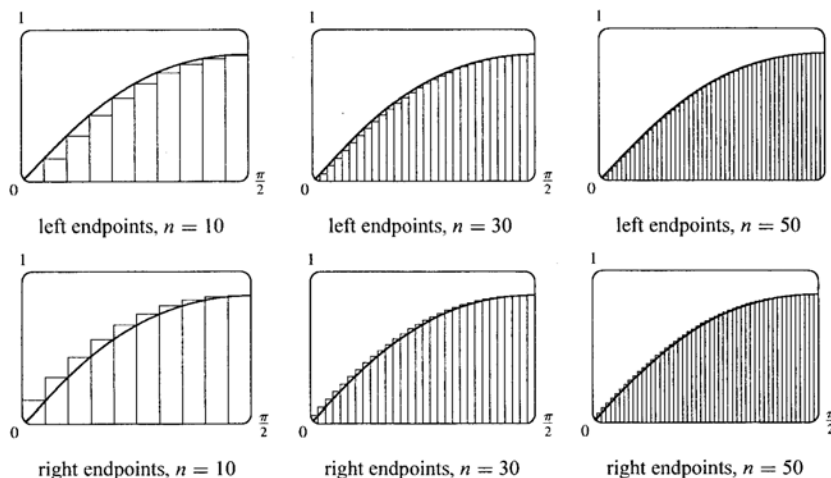 1
1
1
0
π/2
0
π/2
0
π/2
left endpoints, n = 10
left endpoints, n = 30
left endpoints, n = 50
1
1
1
0
π/2
0
π/2
0
π/2
right endpoints, n = 10
right endpoints, n = 30
right endpoints, n = 50